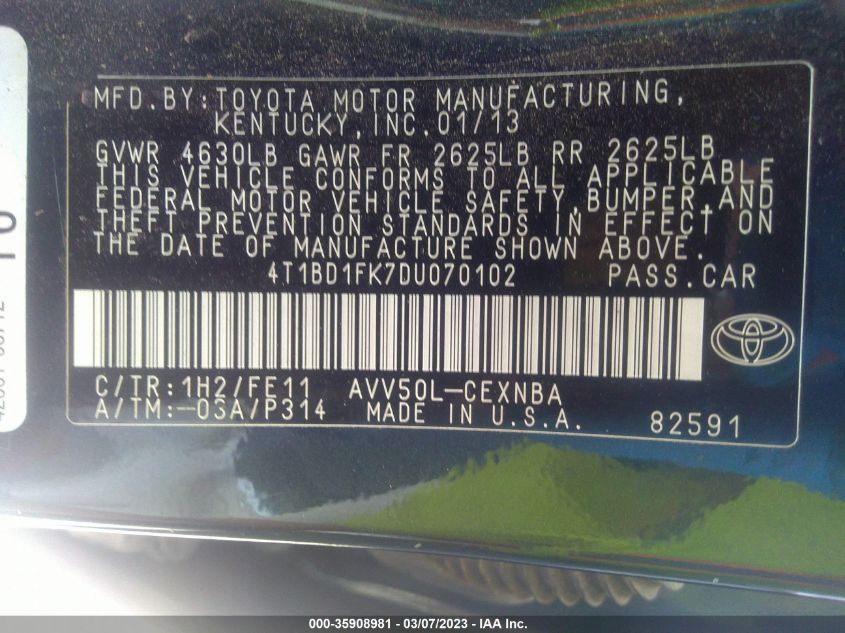 MFD.BY:TOYOTA MOTOR MANUFACTURING,
KENTUCKY,INC.01/13
GVWR 4630LB GAWR FR 2625LB RR 2625LB
THIS VEHICLE CONFORMS TO ALL APPLICABLE
FEDERAL MOTOR VEHICLE SAFETY,BUMPER,AND
THEFT PREVENTION STANDARDS IN EFFECT ON
THE DATE OF MANUFACTURE SHOWN ABOVE.
4T1BD1FK7DU070102 PASS.CAR
C/TR:1H2/FE11 AVV50L-CEXNBA
A/TM:-03A/P314 MADE IN U.S.A. 82591
000-35908981 - 03/07/2023 - IAA Inc.